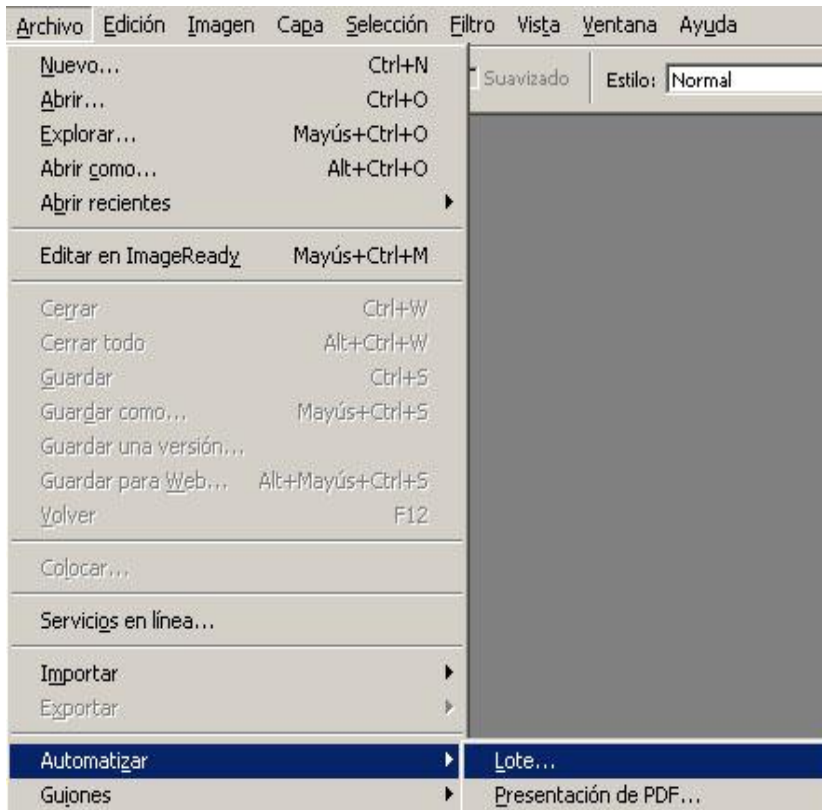 Archivo Edición Imagen Capa Selección Filtro Vista Ventana Ayuda
Suavizado Estilo: Normal
Nuevo... Ctrl+N
Abrir... Ctrl+O
Explorar... Mayús+Ctrl+O
Abrir como... Alt+Ctrl+O
Abrir recientes
Editar en ImageReady Mayús+Ctrl+M
Cerrar Ctrl+W
Cerrar todo Alt+Ctrl+W
Guardar Ctrl+S
Guardar como... Mayús+Ctrl+S
Guardar una versión...
Guardar para Web... Alt+Mayús+Ctrl+S
Volver F12
Colocar...
Servicios en línea...
Importar
Exportar
Automatizar Lote...
Guiones Presentación de PDF...